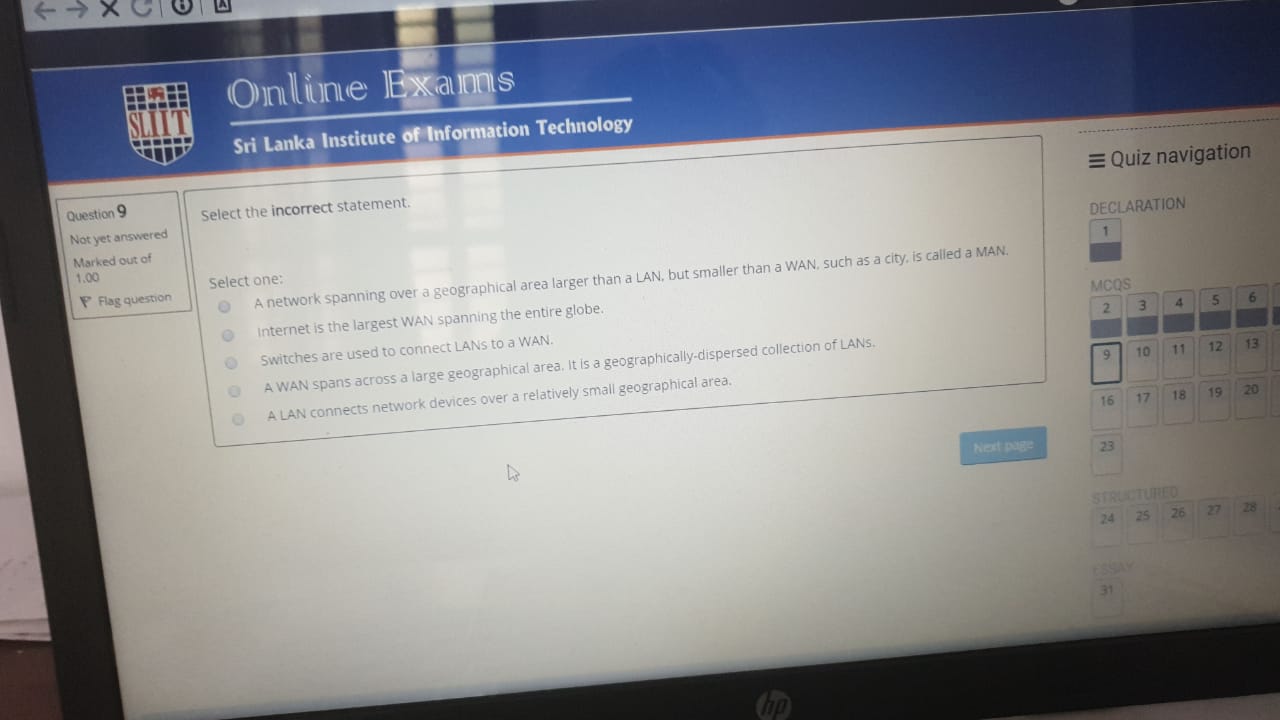 Online Exams
SLIIT
Sri Lanka Institute of Information Technology
Question 9
Not yet answered
Marked out of
1.00
Flag question
Select the incorrect statement.
Select one:
A network spanning over a geographical area larger than a LAN, but smaller than a WAN, such as a city, is called a MAN.
Internet is the largest WAN spanning the entire globe.
Switches are used to connect LANs to a WAN.
A WAN spans across a large geographical area. It is a geographically-dispersed collection of LANs.
A LAN connects network devices over a relatively small geographical area.
Next page
Quiz navigation
DECLARATION
1
MCQS
2 3 4 5 6
9 10 11 12 13
16 17 18 19 20
23
STRUCTURED
24 25 26 27 28
ESSAY
31
hp